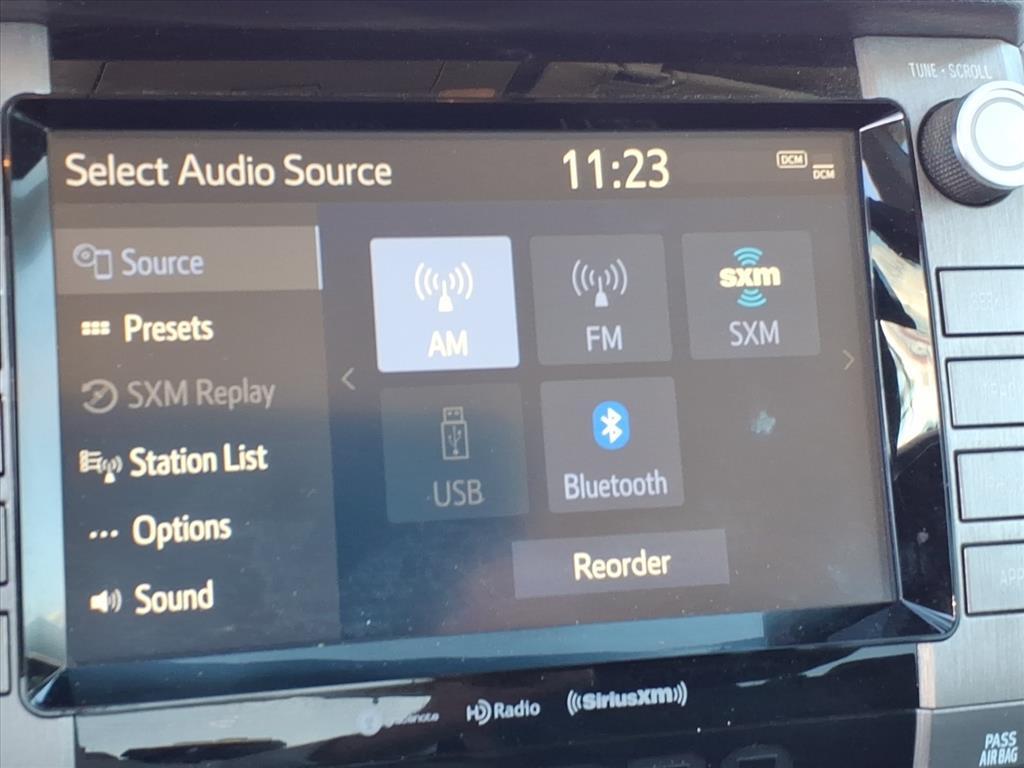 TUNE • SCROLL
Select Audio Source
11:23
DCM
DCM
Source
Presets
SXM Replay
Station List
Options
Sound
AM
FM
sxm
SXM
USB
Bluetooth
Reorder
HD Radio
SiriusXM
APP
PASS
AIR BAG